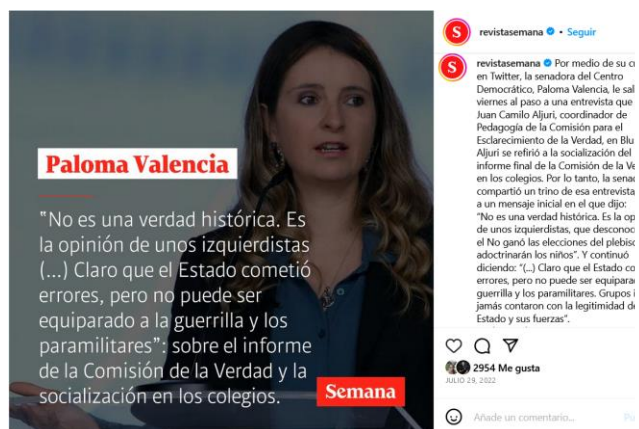 Paloma Valencia
"No es una verdad histórica. Es
la opinión de unos izquierdistas
(...) Claro que el Estado cometió
errores, pero no puede ser
equiparado a la guerrilla y los
paramilitares": sobre el informe
de la Comisión de la Verdad y la
socialización en los colegios.
Semana
S
revistasemana • Seguir
S
revistasemana Por medio de su
en Twitter, la senadora del Centro
Democrático, Paloma Valencia, le
viernes al paso a una entrevista que
Juan Camilo Aljuri, coordinador de
Pedagogía de la Comisión para el
Esclarecimiento de la Verdad, en Blu
Aljuri se refirió a la socialización del
informe final de la Comisión de la
en los colegios. Por lo tanto, la
compartió un trino de esa entrevista
a un mensaje inicial en el que dijo:
"No es una verdad histórica. Es la
de unos izquierdistas, que
el No ganó las elecciones del
adoctrinarán los niños". Y continuó
diciendo: "(...) Claro que el Estado
errores, pero no puede ser
guerrilla y los paramilitares. Grupos
jamás contaron con la legitimidad
Estado y sus fuerzas".
2954 Me gusta
JULIO 29, 2022
Añade un comentario...